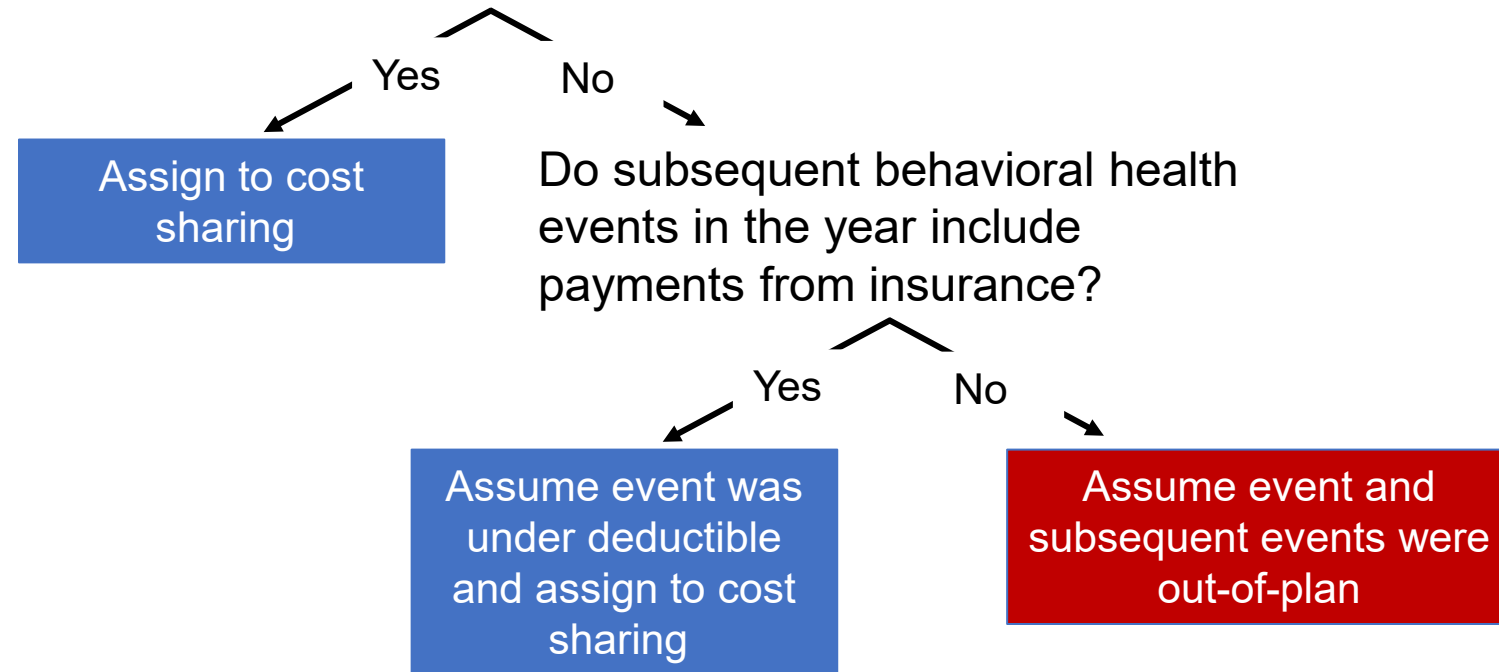 Yes
No
Assign to cost
sharing
Do subsequent behavioral health
events in the year include
payments from insurance?
Yes
No
Assume event was
under deductible
and assign to cost
sharing
Assume event and
subsequent events were
out-of-plan